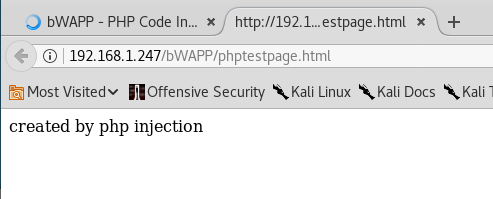 bWAPP - PHP Code In...
http://192.1...estpage.html
192.168.1.247/bWAPP/phptestpage.html
Most Visited
Offensive Security
Kali Linux
Kali Docs
Kali T
created by php injection